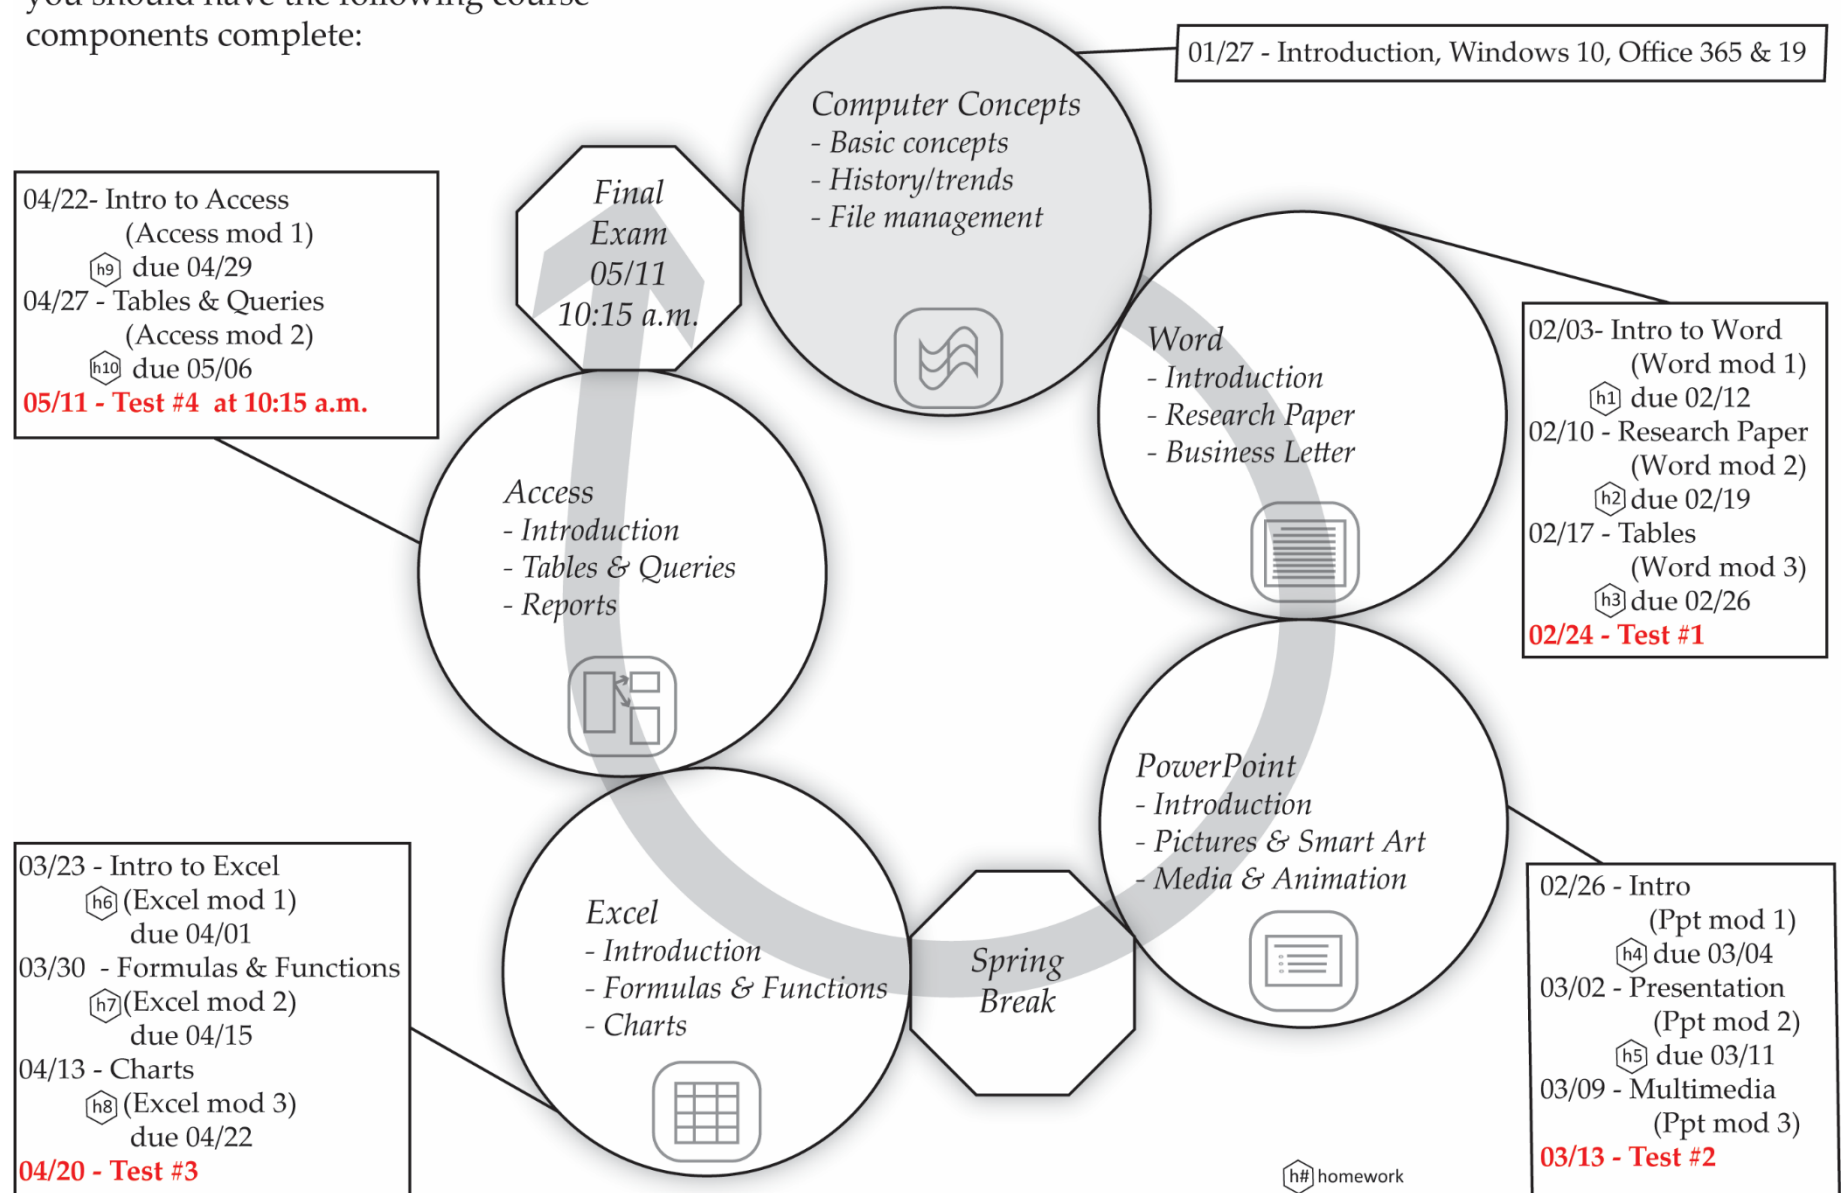 you should have the following course
components complete:
01/27 - Introduction, Windows 10, Office 365 & 19
Computer Concepts
- Basic concepts
- History/trends
- File management
Final
Exam
05/11
10:15 a.m.
04/22- Intro to Access
(Access mod 1)
h9 due 04/29
04/27 - Tables & Queries
(Access mod 2)
h10 due 05/06
05/11 - Test #4 at 10:15 a.m.
Word
- Introduction
- Research Paper
- Business Letter
02/03- Intro to Word
(Word mod 1)
h1 due 02/12
02/10 - Research Paper
(Word mod 2)
h2 due 02/19
02/17 - Tables
(Word mod 3)
h3 due 02/26
02/24 - Test #1
Access
- Introduction
- Tables & Queries
- Reports
PowerPoint
- Introduction
- Pictures & Smart Art
- Media & Animation
02/26 - Intro
(Ppt mod 1)
h4 due 03/04
03/02 - Presentation
(Ppt mod 2)
h5 due 03/11
03/09 - Multimedia
(Ppt mod 3)
03/13 - Test #2
Spring
Break
Excel
- Introduction
- Formulas & Functions
- Charts
03/23 - Intro to Excel
h6 (Excel mod 1)
due 04/01
03/30 - Formulas & Functions
h7 (Excel mod 2)
due 04/15
04/13 - Charts
h8 (Excel mod 3)
due 04/22
04/20 - Test #3
h# homework